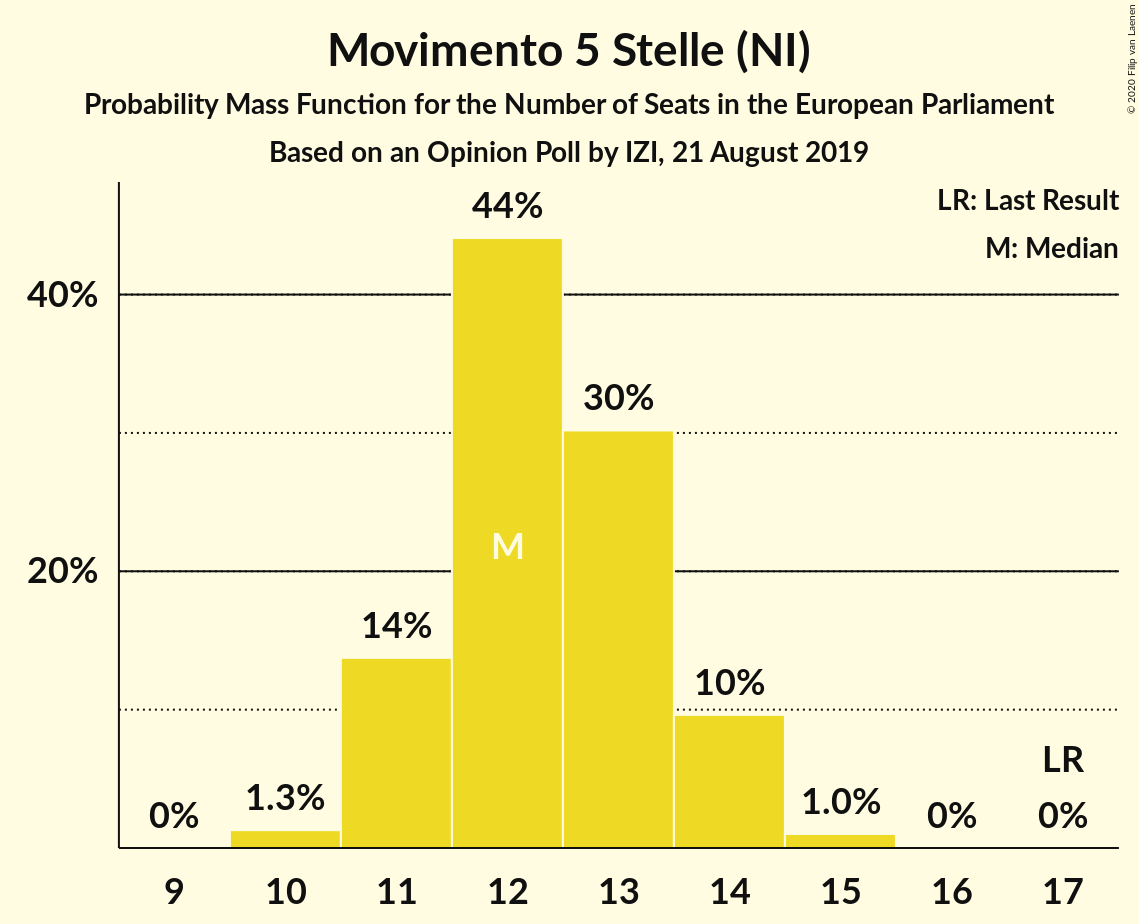 Movimento 5 Stelle (NI)
Probability Mass Function for the Number of Seats in the European Parliament
Based on an Opinion Poll by IZI, 21 August 2019
© 2020 Filip van Laenen
LR: Last Result
M: Median
44%
40%
30%
M
20%
14%
10%
LR
0%
1.3%
1.0%
0%
0%
9
10
11
12
13
14
15
16
17